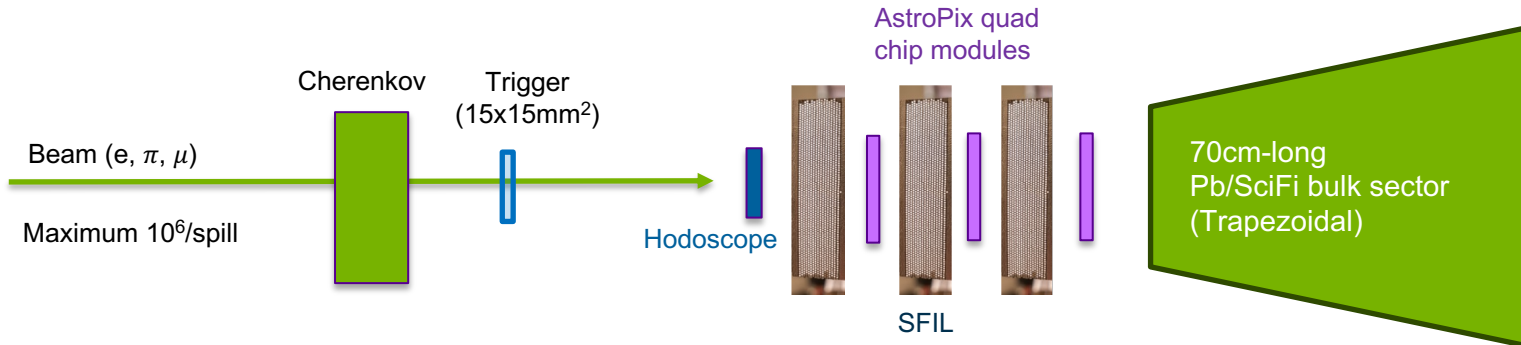 AstroPix quad
chip modules
Cherenkov
Trigger
(15x15mm²)
Beam (e, 𝜋, 𝜇)
Maximum 10⁶/spill
Hodoscope
SFIL
70cm-long
Pb/SciFi bulk sector
(Trapezoidal)